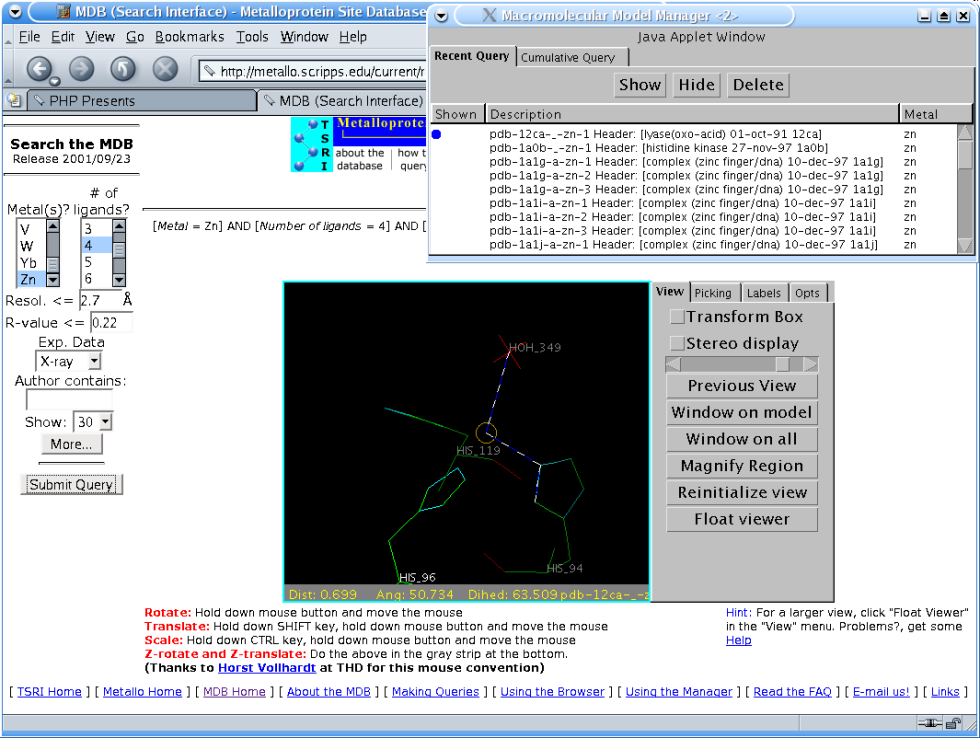 MDB (Search Interface) - Metalloprotein Site Database
File Edit View Go Bookmarks Tools Window Help
http://metallo.scripps.edu/current/r
PHP Presents
MDB (Search Interface)
Macromolecular Model Manager <2>
Java Applet Window
Recent Query Cumulative Query
Show Hide Delete
Shown Description Metal
pdb-12ca-_-zn-1 Header: [lyase(oxo-acid) 01-oct-91 12ca] zn
pdb-1a0b-_-zn-1 Header: [histidine kinase 27-nov-97 1a0b] zn
pdb-1a1g-a-zn-1 Header: [complex (zinc finger/dna) 10-dec-97 1a1g] zn
pdb-1a1g-a-zn-2 Header: [complex (zinc finger/dna) 10-dec-97 1a1g] zn
pdb-1a1g-a-zn-3 Header: [complex (zinc finger/dna) 10-dec-97 1a1g] zn
pdb-1a1i-a-zn-1 Header: [complex (zinc finger/dna) 10-dec-97 1a1i] zn
pdb-1a1i-a-zn-2 Header: [complex (zinc finger/dna) 10-dec-97 1a1i] zn
pdb-1a1i-a-zn-3 Header: [complex (zinc finger/dna) 10-dec-97 1a1i] zn
pdb-1a1j-a-zn-1 Header: [complex (zinc finger/dna) 10-dec-97 1a1j] zn
Search the MDB
Release 2001/09/23
# of
Metal(s)? ligands?
V 3
W 4
Yb 5
Zn 6
Resol. <= 2.7 Å
R-value <= 0.22
Exp. Data
X-ray
Author contains:
Show: 30
More...
Submit Query
T
S
R
I
Metalloprotein
about the
database
how t
query
[Metal = Zn] AND [Number of ligands = 4] AND [
HOH_349
HIS_119
HIS_96
HIS_94
Dist: 0.699 Ang: 50.734 Dihed: 63.509 pdb-12ca-_-z
View Picking Labels Opts
Transform Box
Stereo display
Previous View
Window on model
Window on all
Magnify Region
Reinitialize view
Float viewer
Rotate: Hold down mouse button and move the mouse
Translate: Hold down SHIFT key, hold down mouse button and move the mouse
Scale: Hold down CTRL key, hold down mouse button and move the mouse
Z-rotate and Z-translate: Do the above in the gray strip at the bottom.
(Thanks to Horst Vollhardt at THD for this mouse convention)
Hint: For a larger view, click "Float Viewer"
in the "View" menu. Problems?, get some
Help
[ TSRI Home ] [ Metallo Home ] [ MDB Home ] [ About the MDB ] [ Making Queries ] [ Using the Browser ] [ Using the Manager ] [ Read the FAQ ] [ E-mail us! ] [ Links ]